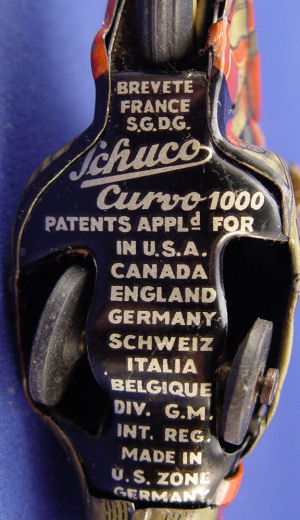 BREVETE
FRANCE
S.G.D.G.
Schuco
Curvo 1000
PATENTS APPLd FOR
IN U.S.A.
CANADA
ENGLAND
GERMANY
SCHWEIZ
ITALIA
BELGIQUE
DIV. G.M.
INT. REG.
MADE IN
U.S. ZONE
GERMANY